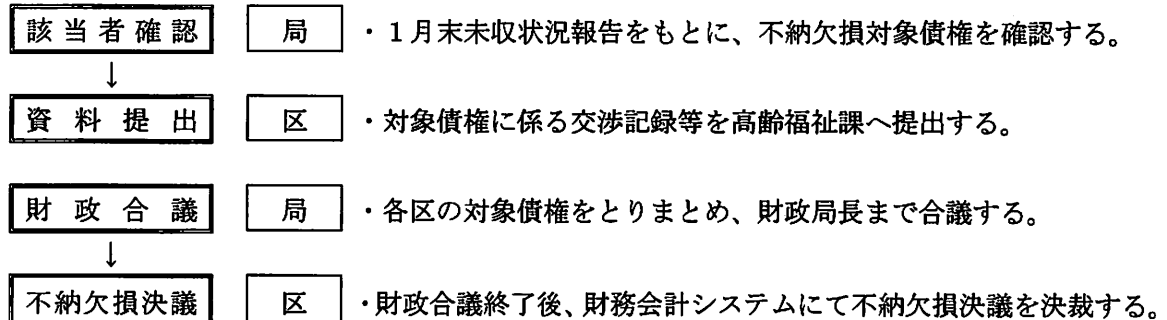 該当者確認 局 ・1月末未収状況報告をもとに、不納欠損対象債権を確認する。
↓
資料提出 区 ・対象債権に係る交渉記録等を高齢福祉課へ提出する。
財政合議 局 ・各区の対象債権をとりまとめ、財政局長まで合議する。
↓
不納欠損決議 区 ・財政合議終了後、財務会計システムにて不納欠損決議を決裁する。